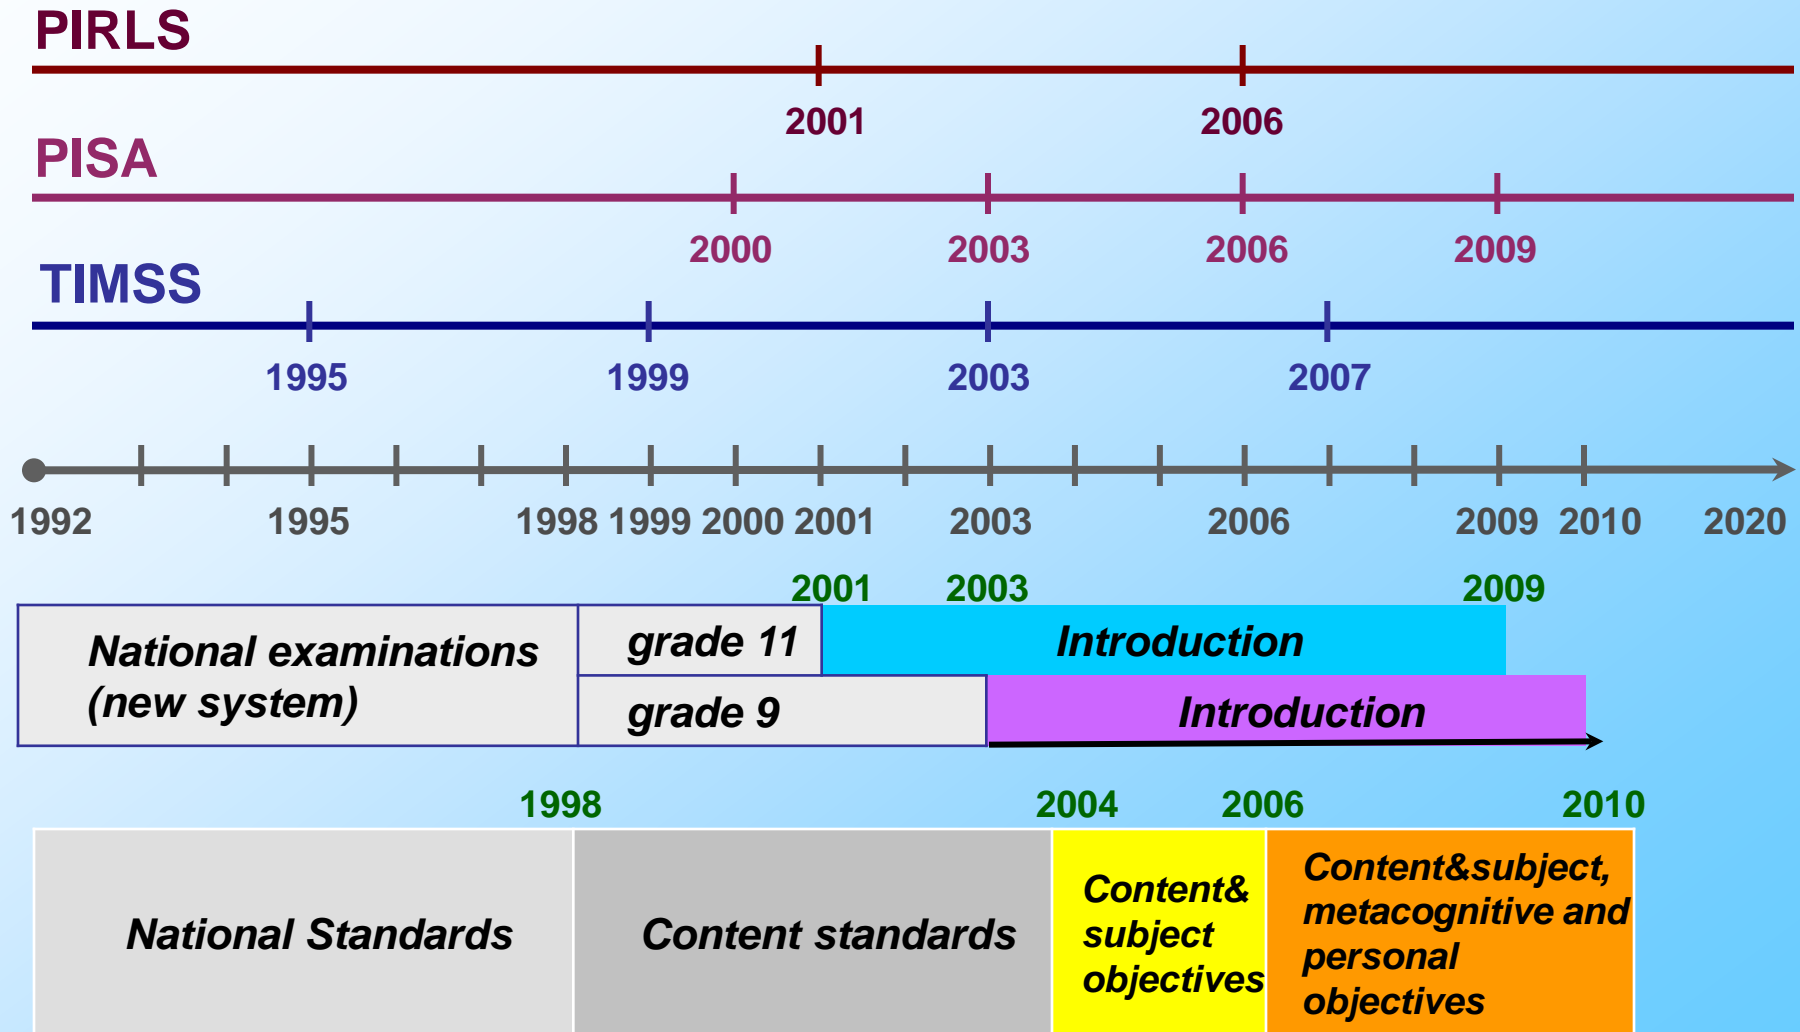 PIRLS
2001 2006
PISA
2000 2003 2006 2009
TIMSS
1995 1999 2003 2007
1992 1995 1998 1999 2000 2001 2003 2006 2009 2010 2020
2001 2003 2009
National examinations
(new system)
grade 11 Introduction
grade 9 Introduction
1998 2004 2006 2010
National Standards
Content standards
Content&
subject
objectives
Content&subject,
metacognitive and
personal
objectives